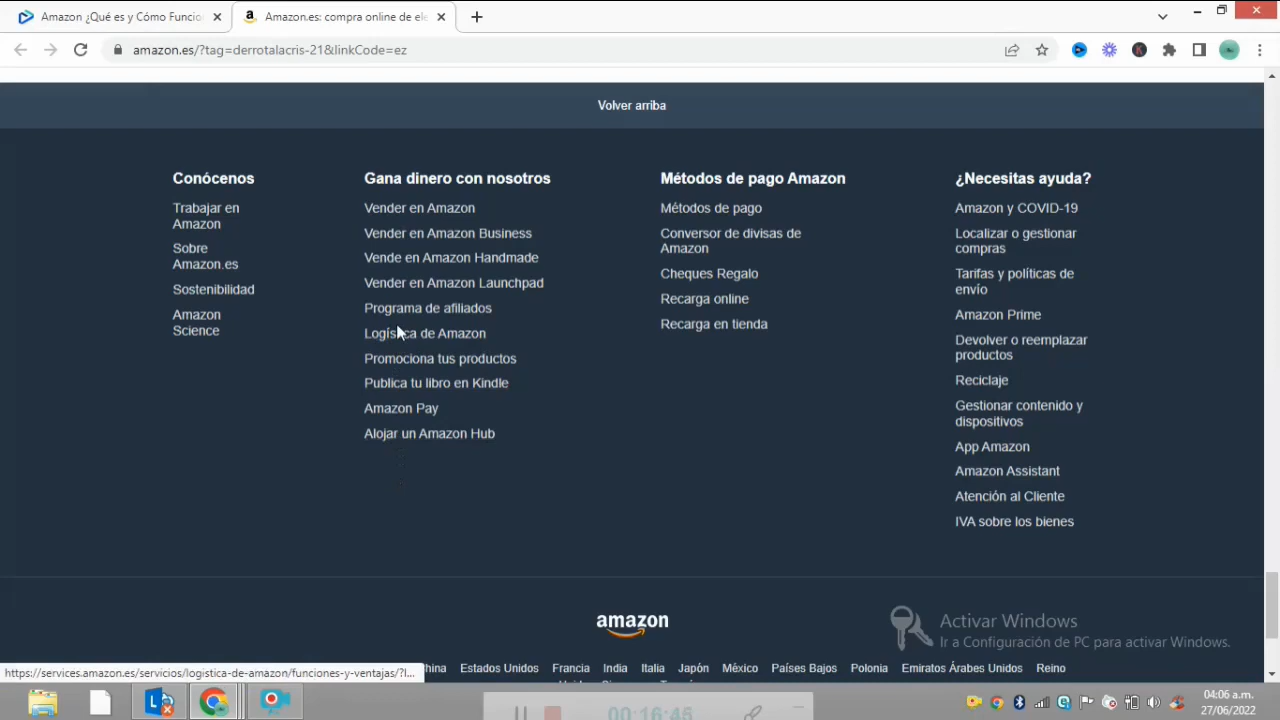 Amazon ¿Qué es y Cómo Funcio
Amazon.es: compra online de ele
amazon.es/?tag=derrotalacris-21&linkCode=ez
Volver arriba
Conócenos
Trabajar en
Amazon
Sobre
Amazon.es
Sostenibilidad
Amazon
Science
Gana dinero con nosotros
Vender en Amazon
Vender en Amazon Business
Vende en Amazon Handmade
Vender en Amazon Launchpad
Programa de afiliados
Logística de Amazon
Promociona tus productos
Publica tu libro en Kindle
Amazon Pay
Alojar un Amazon Hub
Métodos de pago Amazon
Métodos de pago
Conversor de divisas de
Amazon
Cheques Regalo
Recarga online
Recarga en tienda
¿Necesitas ayuda?
Amazon y COVID-19
Localizar o gestionar
compras
Tarifas y políticas de
envío
Amazon Prime
Devolver o reemplazar
productos
Reciclaje
Gestionar contenido y
dispositivos
App Amazon
Amazon Assistant
Atención al Cliente
IVA sobre los bienes
amazon
Activar Windows
Ir a Configuración de PC para activar Windows.
https://services.amazon.es/servicios/logistica-de-amazon/funciones-y-ventajas/?l...
hina Estados Unidos Francia India Italia Japón México Países Bajos Polonia Emiratos Árabes Unidos Reino
04:06 a.m.
00:16:45
27/06/2022